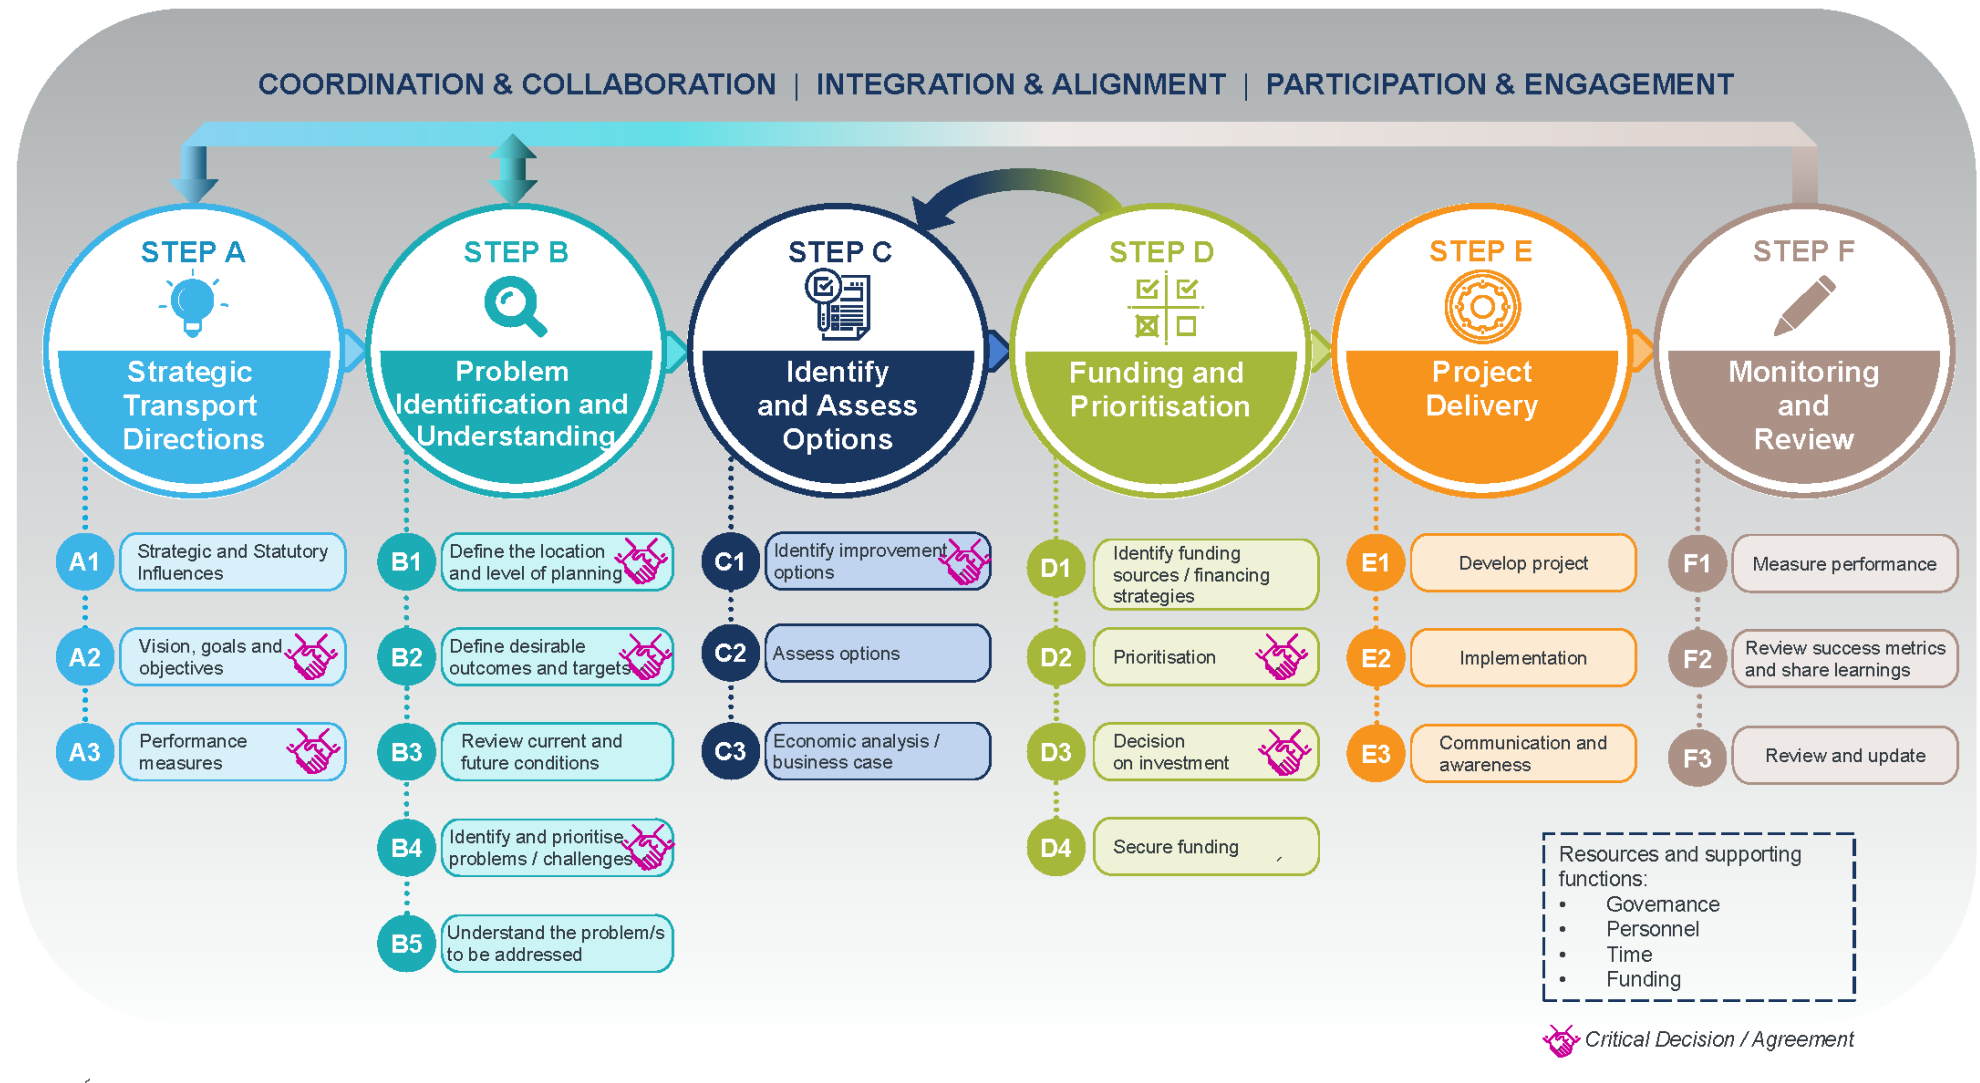 COORDINATION & COLLABORATION | INTEGRATION & ALIGNMENT | PARTICIPATION & ENGAGEMENT
STEP A
Strategic
Transport
Directions
A1
Strategic and Statutory
Influences
A2
Vision, goals and
objectives
A3
Performance
measures
STEP B
Problem
Identification and
Understanding
B1
Define the location
and level of planning
B2
Define desirable
outcomes and targets
B3
Review current and
future conditions
B4
Identify and prioritise
problems / challenges
B5
Understand the problem/s
to be addressed
STEP C
Identify
and Assess
Options
C1
Identify improvement
options
C2
Assess options
C3
Economic analysis /
business case
STEP D
Funding and
Prioritisation
D1
Identify funding
sources / financing
strategies
D2
Prioritisation
D3
Decision
on investment
D4
Secure funding
STEP E
Project
Delivery
E1
Develop project
E2
Implementation
E3
Communication and
awareness
STEP F
Monitoring
and
Review
F1
Measure performance
F2
Review success metrics
and share learnings
F3
Review and update
Resources and supporting
functions:
• Governance
• Personnel
• Time
• Funding
Critical Decision / Agreement